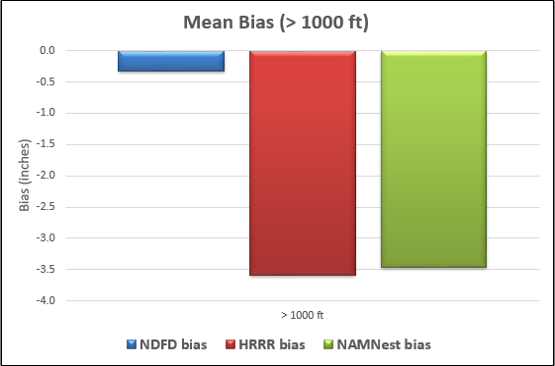 Mean Bias (> 1000 ft)
0.0
-0.5
-1.0
-1.5
-2.0
-2.5
-3.0
-3.5
-4.0
Bias (inches)
> 1000 ft
NDFD bias HRRR bias NAMNest bias